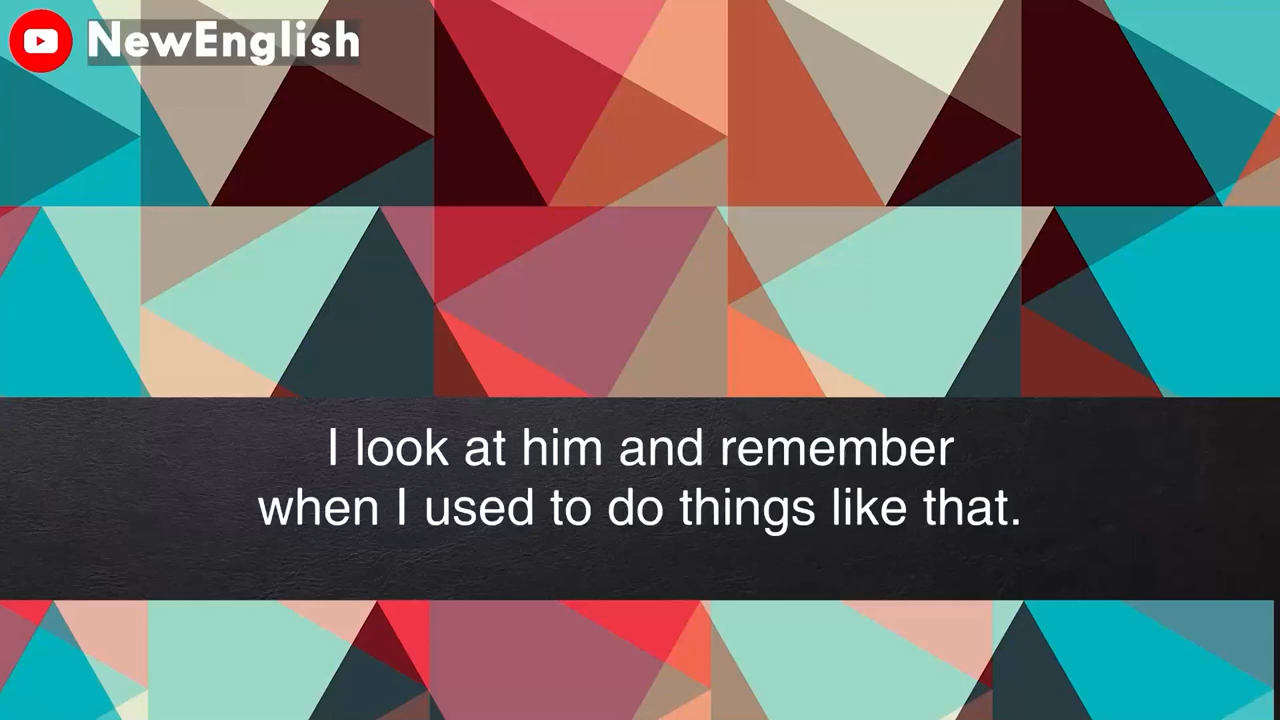 NewEnglish
I look at him and remember
when I used to do things like that.